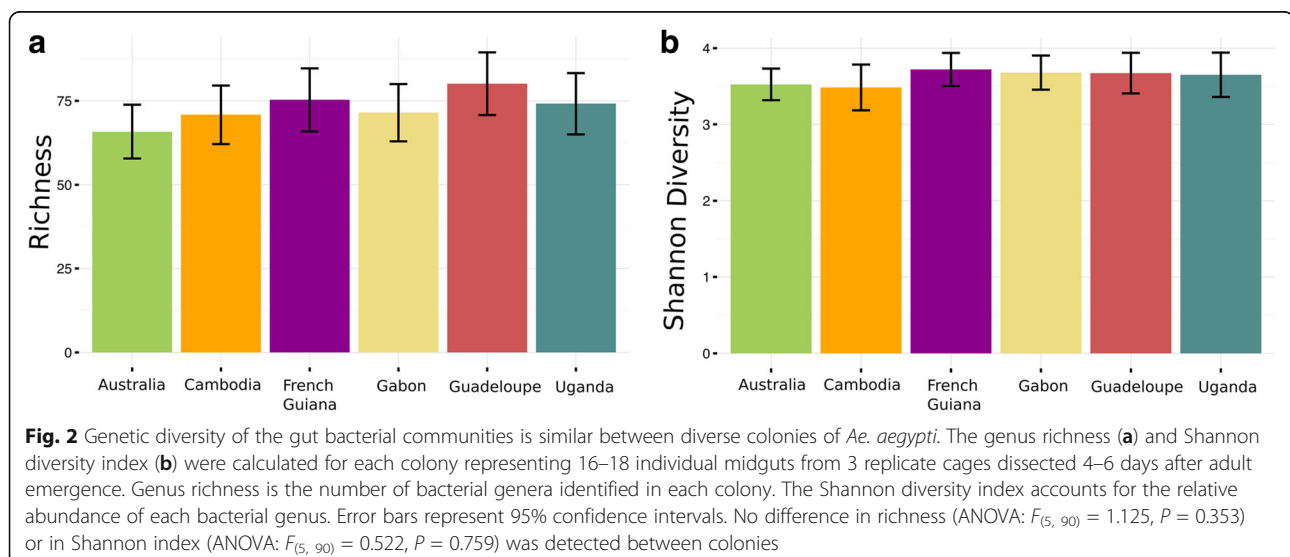 a
Richness
75
50
25
0
Australia Cambodia French Guiana Gabon Guadeloupe Uganda
b
Shannon Diversity
4
3
2
1
0
Australia Cambodia French Guiana Gabon Guadeloupe Uganda
Fig. 2 Genetic diversity of the gut bacterial communities is similar between diverse colonies of Ae. aegypti. The genus richness (a) and Shannon
diversity index (b) were calculated for each colony representing 16–18 individual midguts from 3 replicate cages dissected 4–6 days after adult
emergence. Genus richness is the number of bacterial genera identified in each colony. The Shannon diversity index accounts for the relative
abundance of each bacterial genus. Error bars represent 95% confidence intervals. No difference in richness (ANOVA: F(5, 90) = 1.125, P = 0.353)
or in Shannon index (ANOVA: F(5, 90) = 0.522, P = 0.759) was detected between colonies